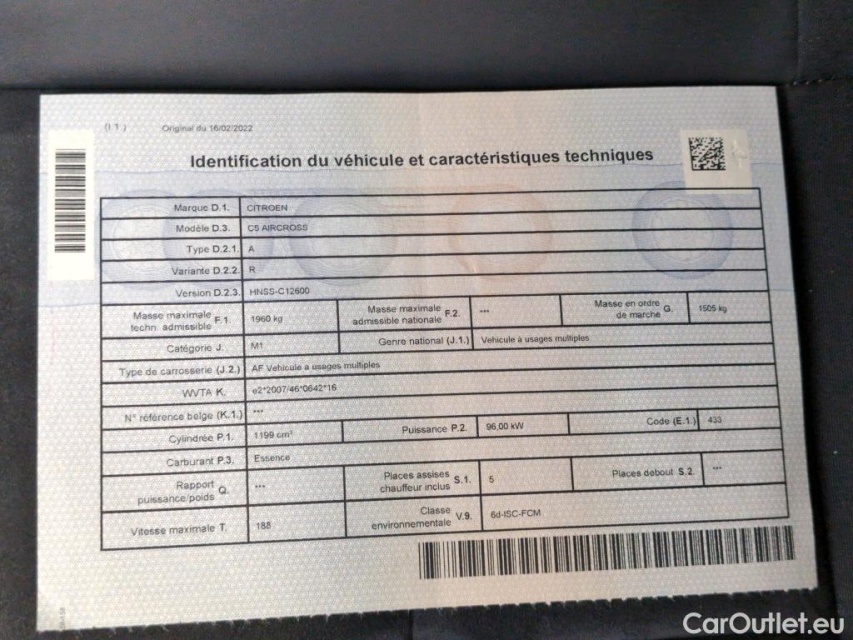 (I 1 )
Original du 16/02/2022
Identification du véhicule et caractéristiques techniques
Marque D.1. CITROEN
Modèle D.3. C5 AIRCROSS
Type D.2.1. A
Variante D.2.2. R
Version D.2.3. HNSS-C12600
Masse maximale techn. admissible F.1. 1960 kg Masse maximale admissible nationale F.2. *** Masse en ordre de marche G. 1505 kg
Catégorie J. M1 Genre national (J.1.) Vehicule à usages multiples
Type de carrosserie (J.2.) AF Vehicule a usages multiples
WVTA K. e2*2007/46*0642*16
N° référence belge (K.1.) ***
Cylindrée P.1. 1199 cm³ Puissance P.2. 96,00 kW Code (E.1.) 433
Carburant P.3. Essence
Rapport puissance/poids Q. *** Places assises chauffeur inclus S.1. 5 Places debout S.2. ***
Vitesse maximale T. 188 Classe environnementale V.9. 6d-ISC-FCM
CarOutlet.eu